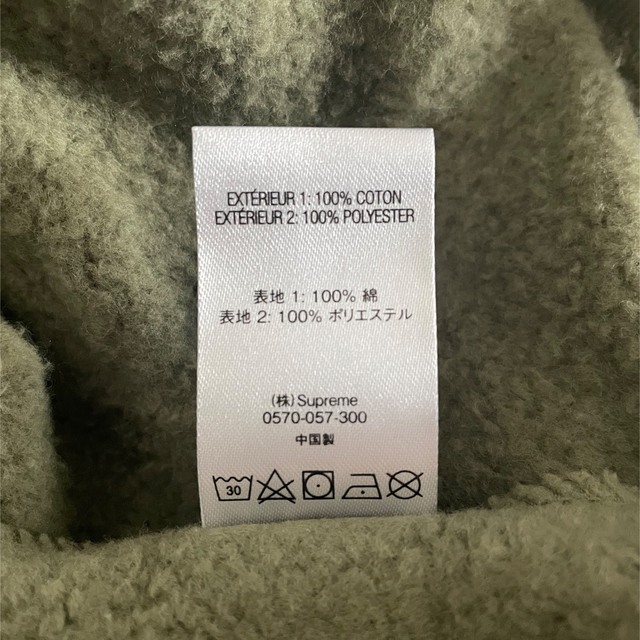 EXTÉRIEUR 1: 100% COTON
EXTÉRIEUR 2: 100% POLYESTER
表地 1: 100% 綿
表地 2: 100% ポリエステル
(株) Supreme
0570-057-300
中国製
30